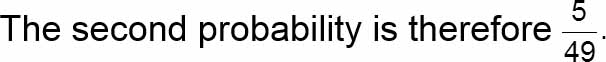 The second probability is therefore 5/49.